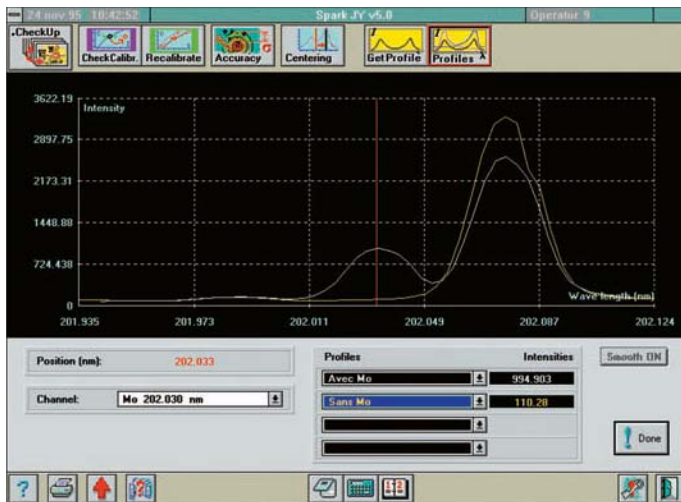 24 nov 95 10:42:52 Spark JY v5.0 Operator 9
.CheckUp CheckCalibr. Recalibrate Accuracy Centering GetProfile Profiles λ
3622.19 Intensity
2897.75
2173.31
1448.88
724.438
0 Wave length (nm)
201.935 201.973 202.011 202.049 202.087 202.124
Position (nm): 202.033
Channel: Mo 202.030 nm
Profiles Intensities Smooth ON
Avec Mo 994.903
Sans Mo 110.28
Done